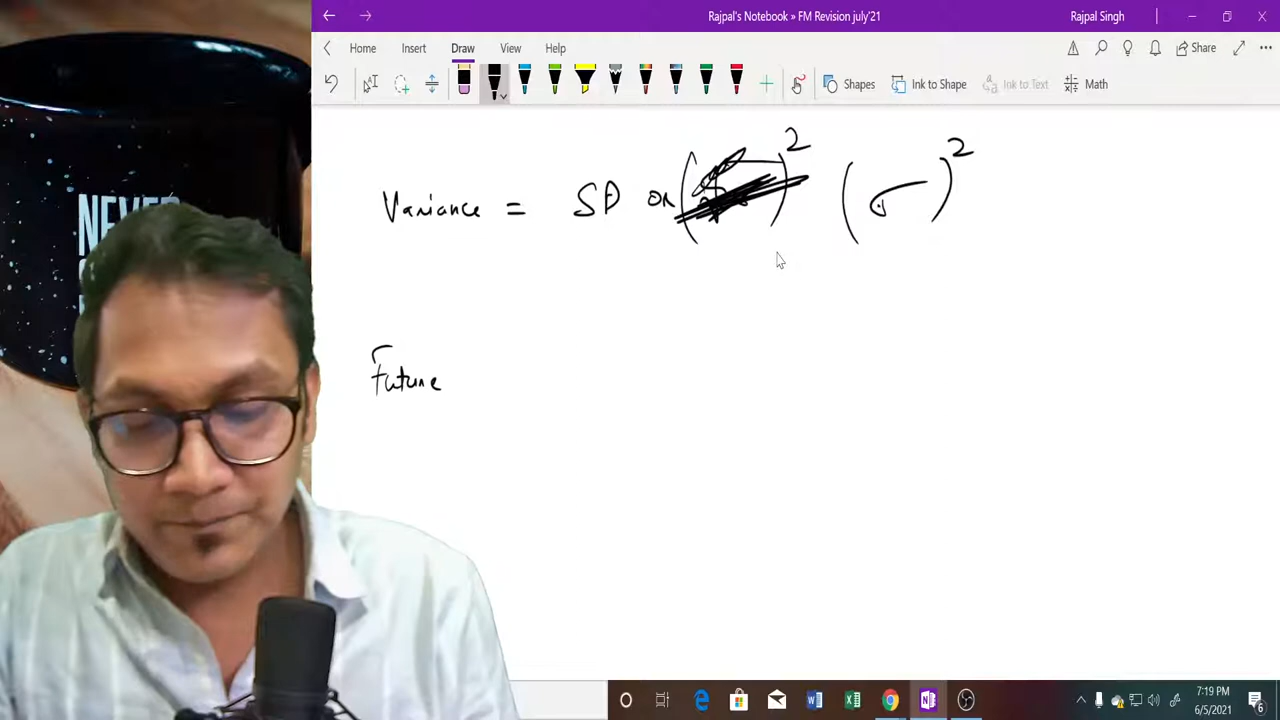 Rajpal's Notebook » FM Revision july'21
Rajpal Singh
Home Insert Draw View Help
Share
Shapes Ink to Shape Ink to Text Math
Variance = SD or ( )² (σ)²
NEVER
Future
7:19 PM
6/5/2021
6